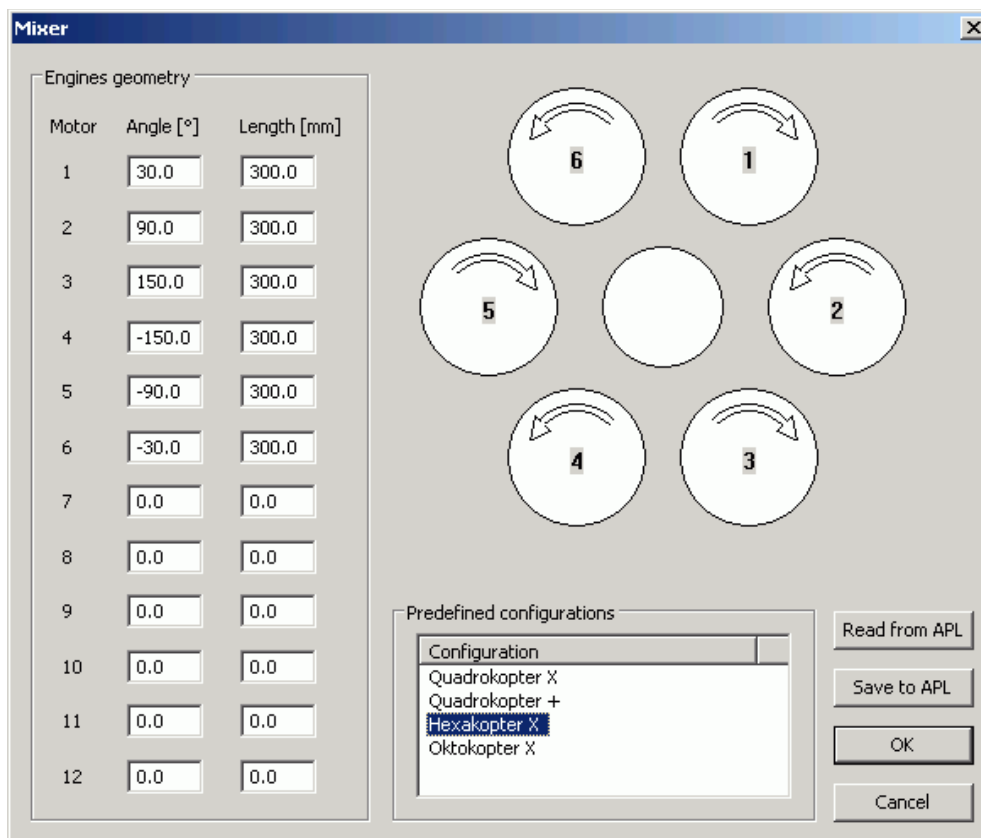 Mixer
Engines geometry
Motor Angle [°] Length [mm]
1 30.0 300.0
2 90.0 300.0
3 150.0 300.0
4 -150.0 300.0
5 -90.0 300.0
6 -30.0 300.0
7 0.0 0.0
8 0.0 0.0
9 0.0 0.0
10 0.0 0.0
11 0.0 0.0
12 0.0 0.0
6 1
5 2
4 3
Predefined configurations
Configuration
Quadrokopter X
Quadrokopter +
Hexakopter X
Oktokopter X
Read from APL
Save to APL
OK
Cancel